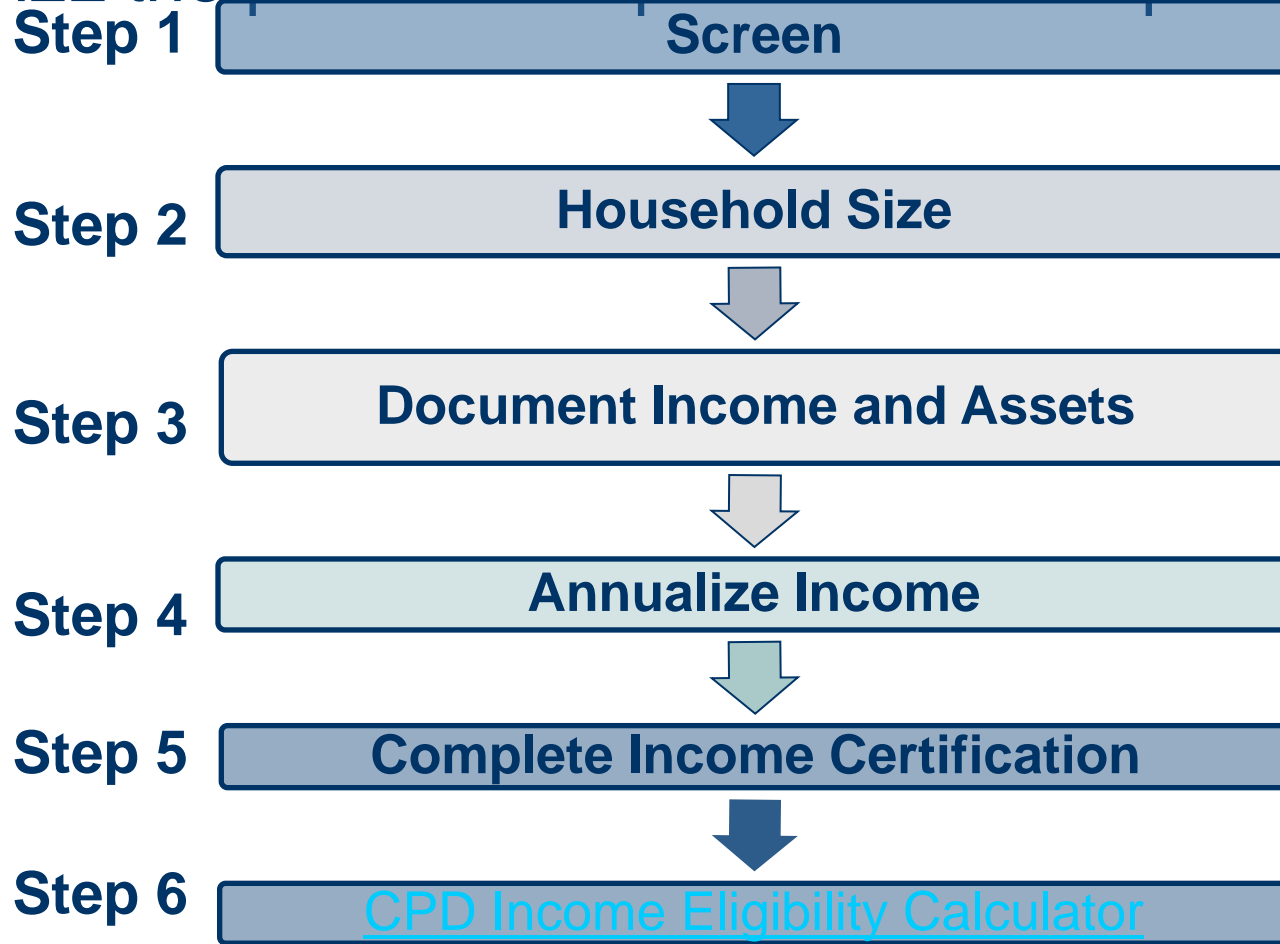 Step 1 Screen
Step 2 Household Size
Step 3 Document Income and Assets
Step 4 Annualize Income
Step 5 Complete Income Certification
Step 6 CPD Income Eligibility Calculator